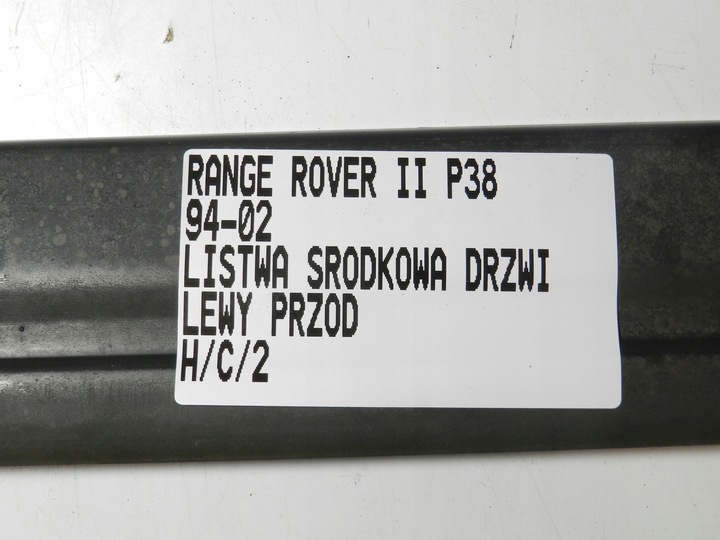 RANGE ROVER II P38
94-02
LISTWA SRODKOWA DRZWI
LEWY PRZOD
H/C/2